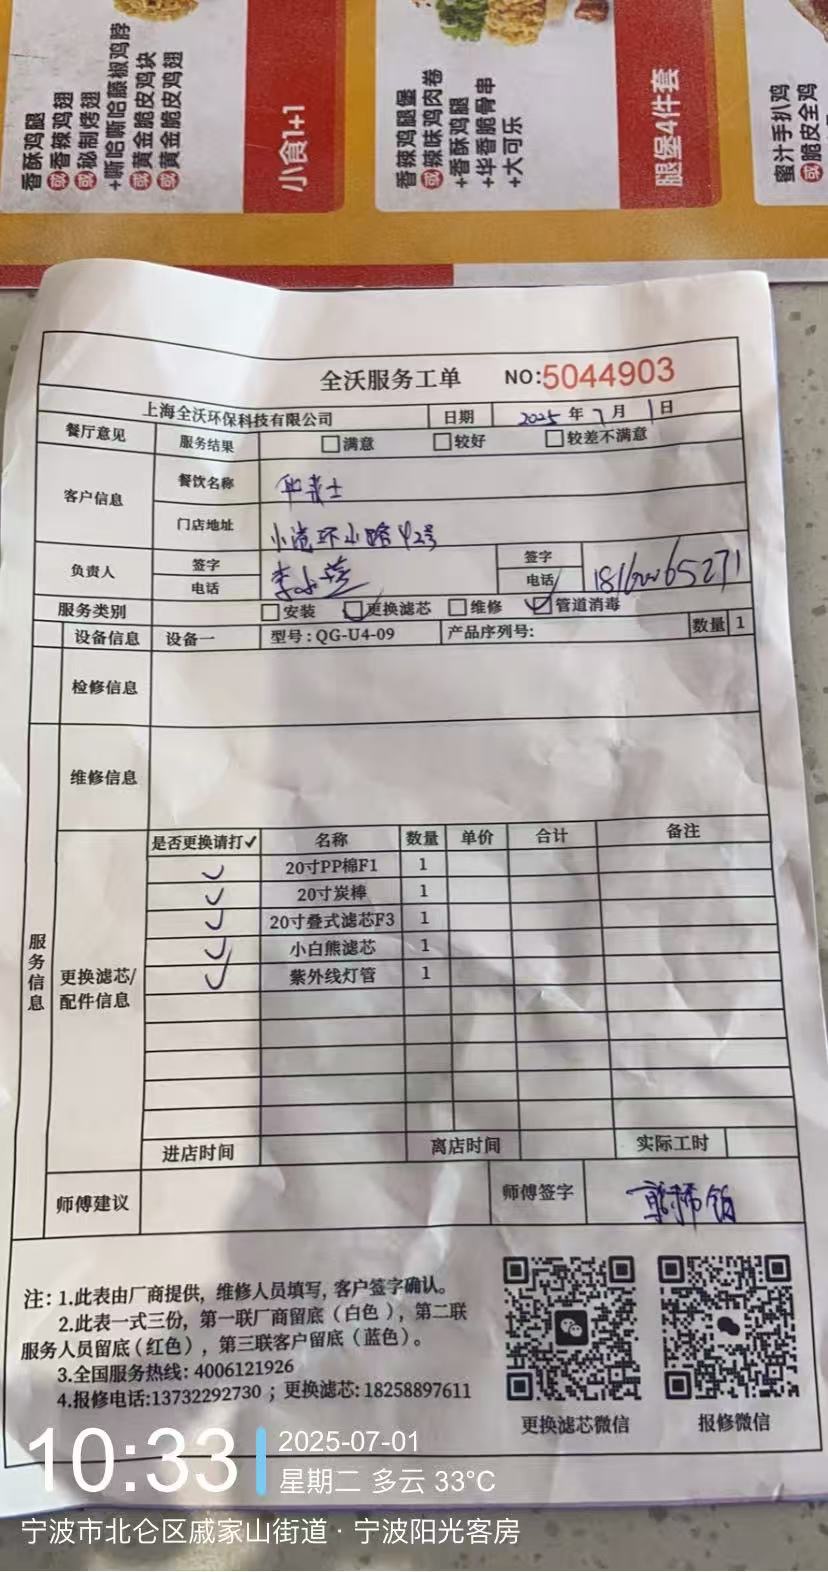 香酥鸡腿
或香辣鸡翅
或秘制烤翅
+嘶哈嘶哈藤椒鸡脖
或黄金脆皮鸡块
或黄金脆皮鸡翅
小食1+1
香辣鸡腿堡
或辣味鸡肉卷
+香酥鸡腿
+华香脆骨串
+大可乐
腿堡4件套
蜜汁手扒鸡
或脆皮全鸡
全沃服务工单 NO:5044903
上海全沃环保科技有限公司 日期 2025年7月1日
餐厅意见 服务结果 满意 较好 较差不满意
客户信息 餐饮名称 华莱士
门店地址 小港环小路42号
负责人 签字 签字
电话 电话
服务类别 安装 更换滤芯 维修 管道消毒
设备信息 设备一 型号:QG-U4-09 产品序列号: 数量 1
检修信息
维修信息
服务信息
更换滤芯/配件信息
是否更换请打✓ 名称 数量 单价 合计 备注
✓ 20寸PP棉F1 1
✓ 20寸炭棒 1
✓ 20寸叠式滤芯F3 1
✓ 小白熊滤芯 1
✓ 紫外线灯管 1
进店时间 离店时间 实际工时
师傅建议 师傅签字
注:1.此表由厂商提供,维修人员填写,客户签字确认。
2.此表一式三份,第一联厂商留底(白色),第二联
服务人员留底(红色),第三联客户留底(蓝色)。
3.全国服务热线:4006121926
4.报修电话:13732292730;更换滤芯:18258897611
更换滤芯微信 报修微信
10:33 2025-07-01
星期二 多云 33°C
宁波市北仑区戚家山街道·宁波阳光客房